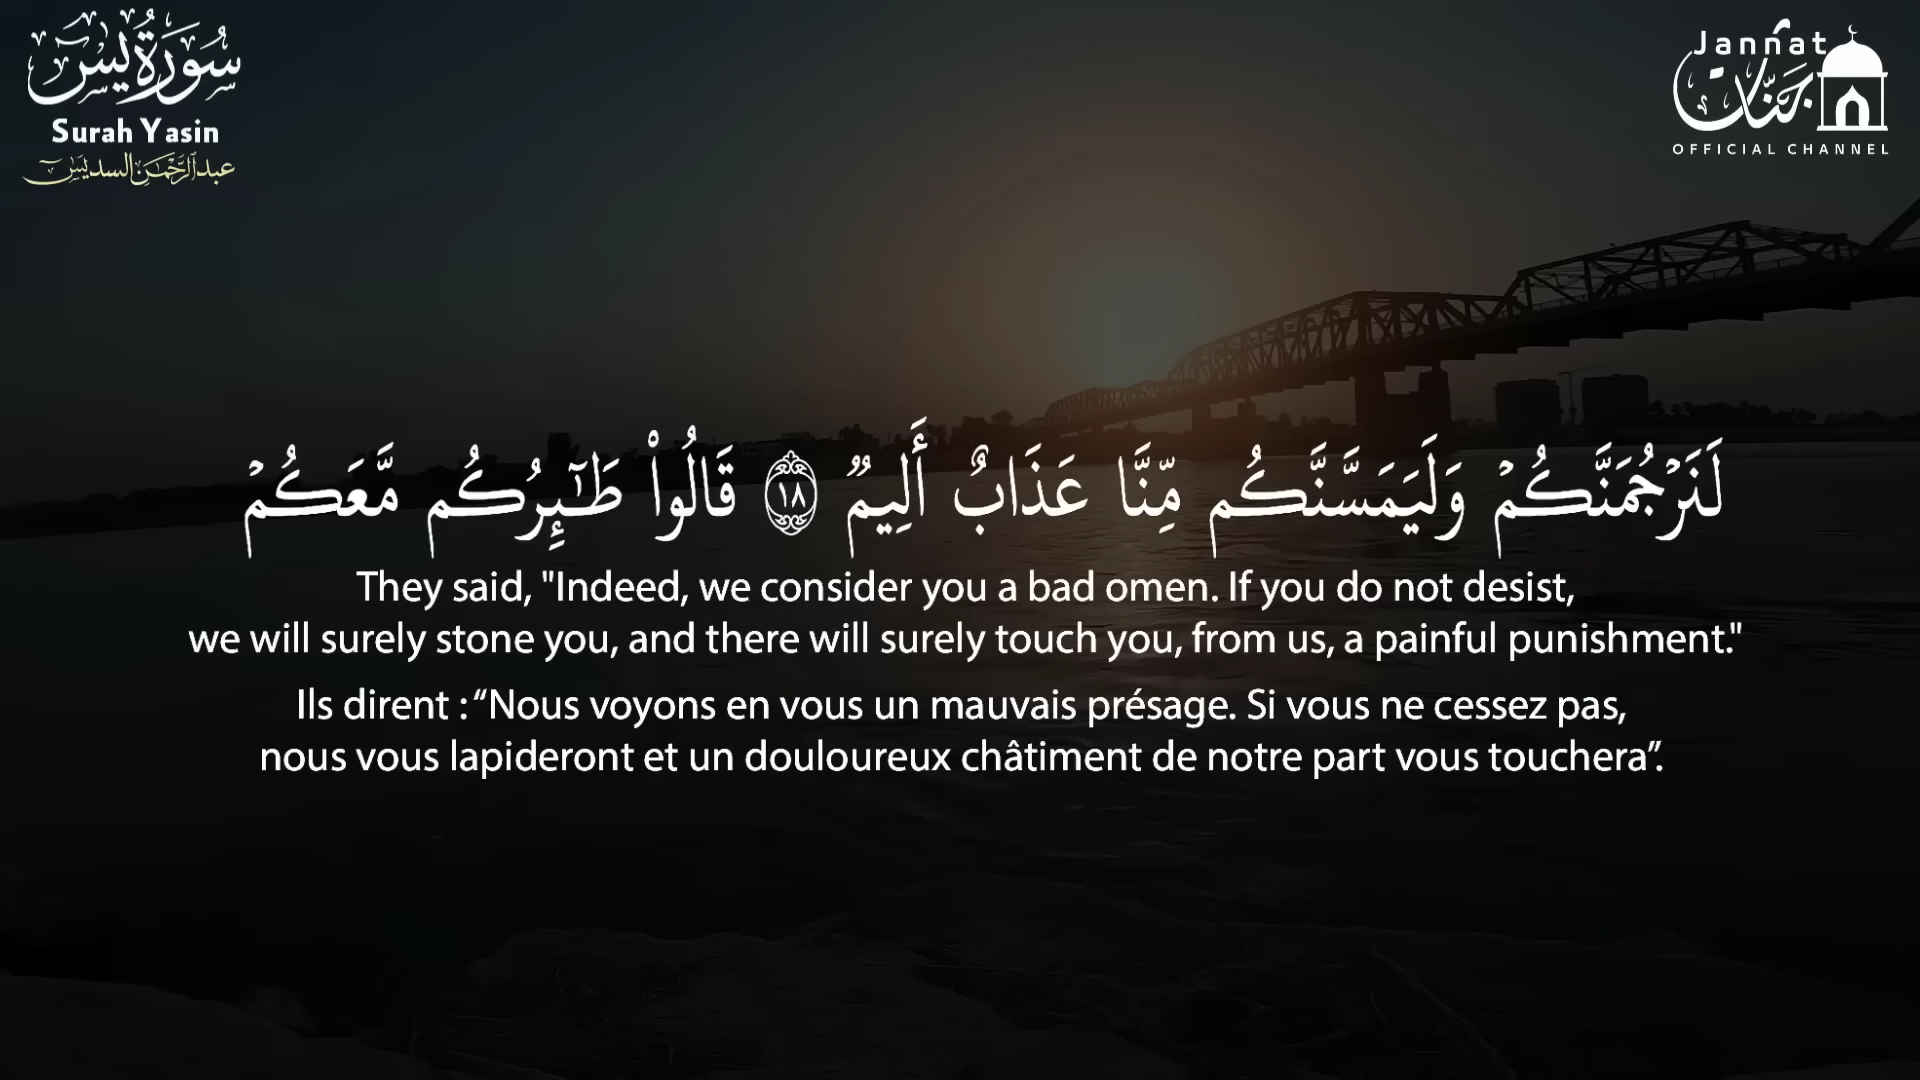 سُورَةُ يس
Surah Yasin
عبد الرحمن السديس
Jannat
جنات
OFFICIAL CHANNEL
لَنَرۡجُمَنَّكُمۡ وَلَيَمَسَّنَّكُم مِّنَّا عَذَابٌ أَلِيمٞ ١٨ قَالُواْ طَٰٓئِرُكُم مَّعَكُمۡ
They said, "Indeed, we consider you a bad omen. If you do not desist,
we will surely stone you, and there will surely touch you, from us, a painful punishment."
Ils dirent : “Nous voyons en vous un mauvais présage. Si vous ne cessez pas,
nous vous lapideront et un douloureux châtiment de notre part vous touchera”.